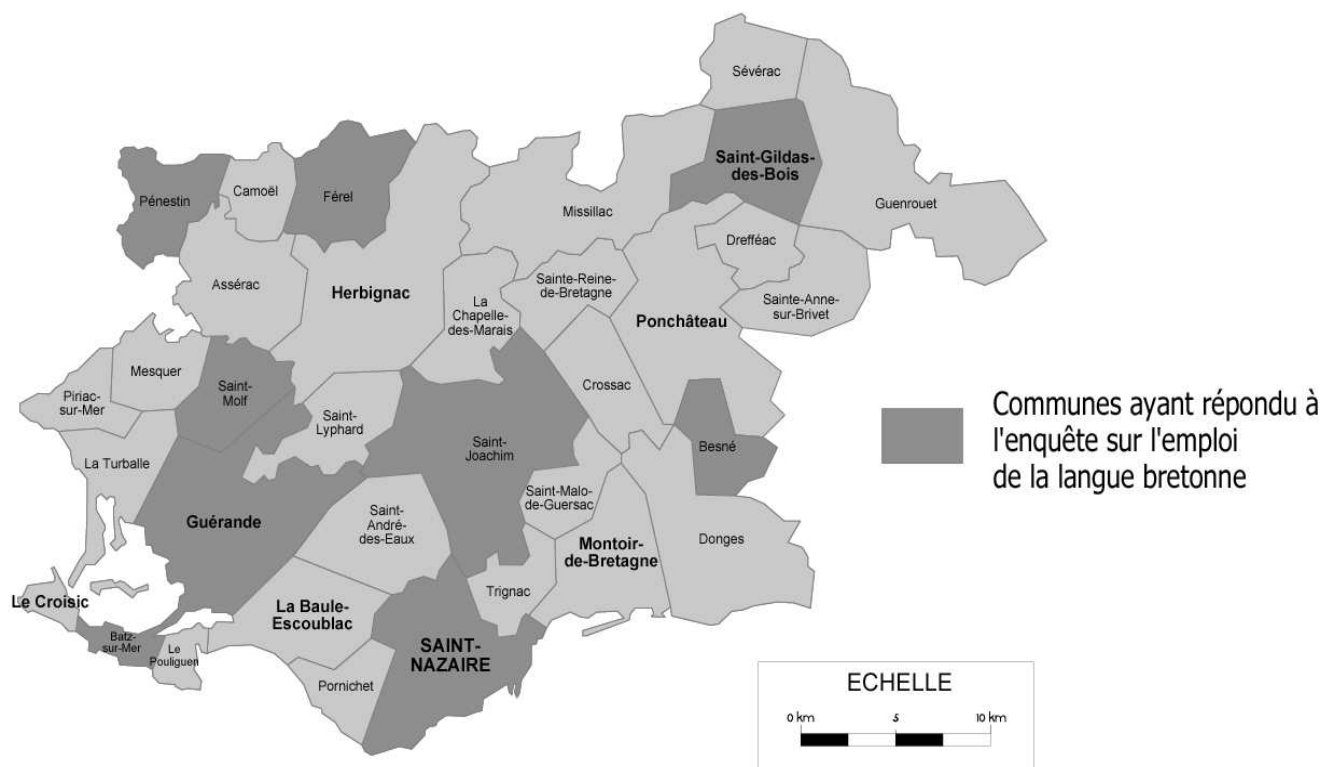 Sévérac
Saint-Gildas-
des-Bois
Guenrouet
Pénestin
Camoël
Férel
Missillac
Drefféac
Assérac
Herbignac
Sainte-Reine-
de-Bretagne
La
Chapelle-
des-Marais
Ponchâteau
Sainte-Anne-
sur-Brivet
Mesquer
Piriac-
sur-Mer
Saint-
Molf
Saint-
Lyphard
Crossac
Saint-
Joachim
Besné
La Turballe
Guérande
Saint-
André-
des-Eaux
Saint-Malo-
de-Guersac
Montoir-
de-Bretagne
Donges
Trignac
Le Croisic
La Baule-
Escoublac
Batz-
sur-Mer
Le
Pouliguen
SAINT-
NAZAIRE
Pornichet
Communes ayant répondu à
l'enquête sur l'emploi
de la langue bretonne
ECHELLE
0 km 5 10 km